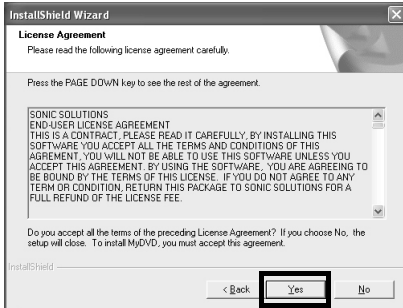 InstallShield Wizard
License Agreement
Please read the following license agreement carefully.
Press the PAGE DOWN key to see the rest of the agreement.
SONIC SOLUTIONS
END-USER LICENSE AGREEMENT
THIS IS A CONTRACT, PLEASE READ IT CAREFULLY, BY INSTALLING THIS
SOFTWARE YOU ACCEPT ALL THE TERMS AND CONDITIONS OF THIS
AGREMENT, YOU WILL NOT BE ABLE TO USE THIS SOFTWARE UNLESS YOU
ACCEPT THIS AGREEMENT. BY USING THE SOFTWARE, YOU ARE AGREEING TO
BE BOUND BY THE TERMS OF THIS LICENSE. IF YOU DO NOT AGREE TO ANY
TERM OR CONDITION, RETURN THIS PACKAGE TO SONIC SOLUTIONS FOR A
FULL REFUND OF THE LICENSE FEE.
Do you accept all the terms of the preceding License Agreement? If you choose No, the
setup will close. To install MyDVD, you must accept this agreement.
InstallShield
< Back Yes No